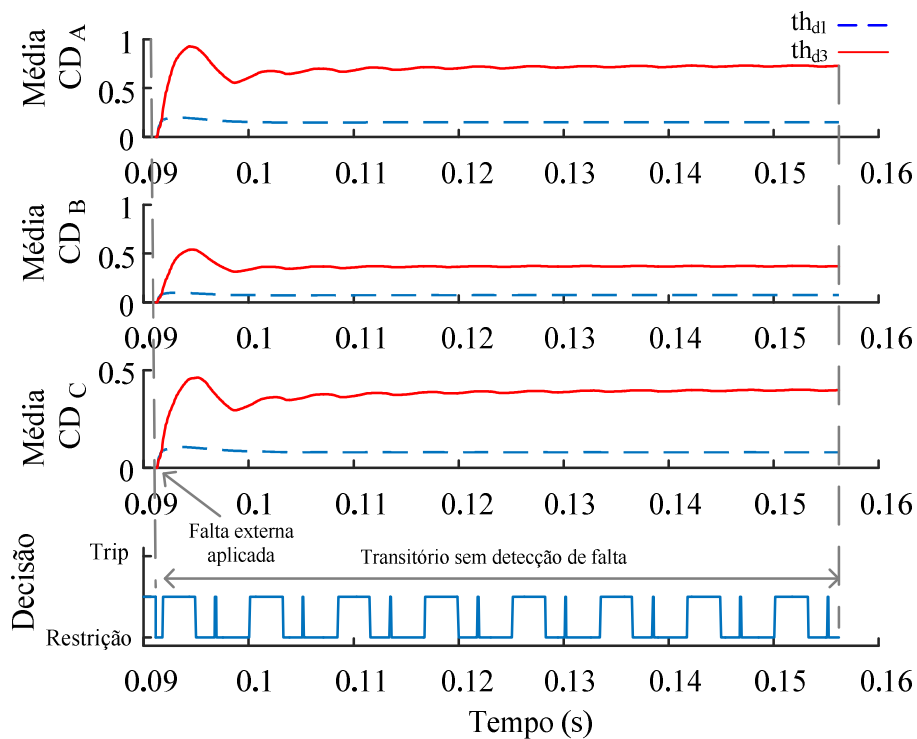 th_d1
th_d3
Média
CD_A
1
0.5
0
0.09 0.1 0.11 0.12 0.13 0.14 0.15 0.16
Média
CD_B
1
0.5
0
0.09 0.1 0.11 0.12 0.13 0.14 0.15 0.16
Média
CD_C
0.5
0
0.09 0.1 0.11 0.12 0.13 0.14 0.15 0.16
Falta externa
aplicada
Decisão
Trip
Transitório sem detecção de falta
Restrição
0.09 0.1 0.11 0.12 0.13 0.14 0.15 0.16
Tempo (s)